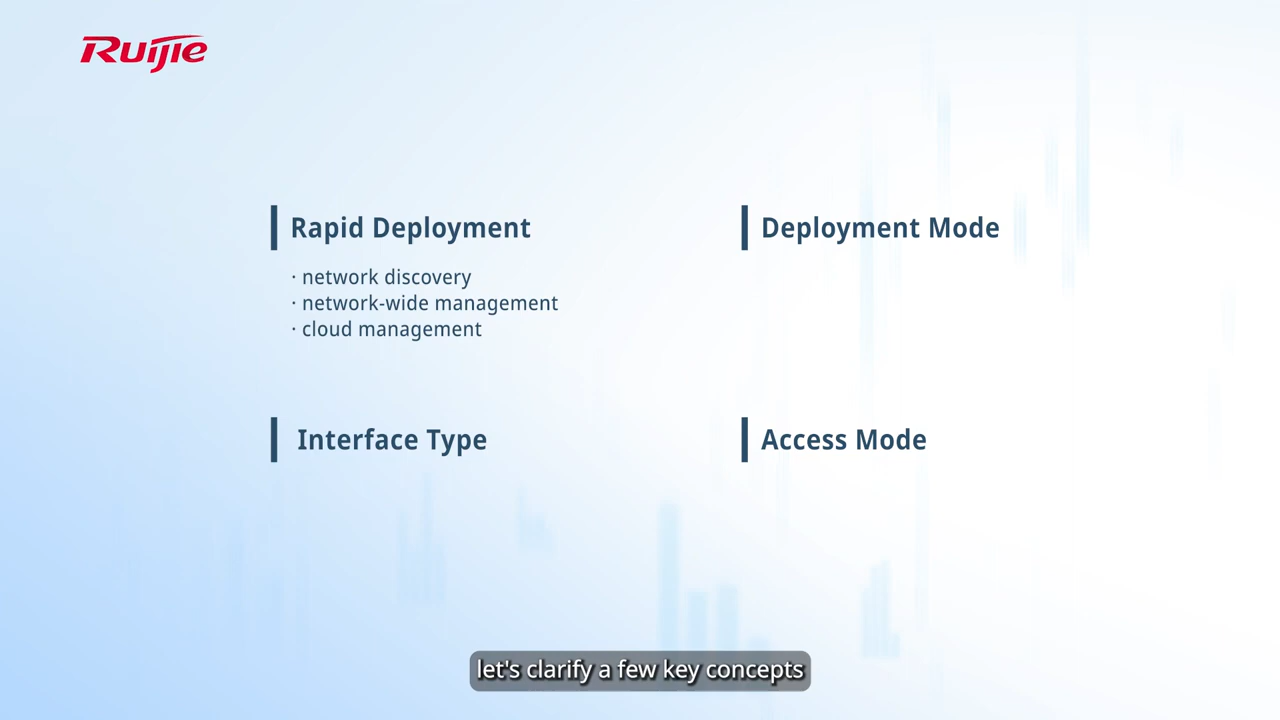 Ruijie
Rapid Deployment
· network discovery
· network-wide management
· cloud management
Deployment Mode
Interface Type
Access Mode
let's clarify a few key concepts